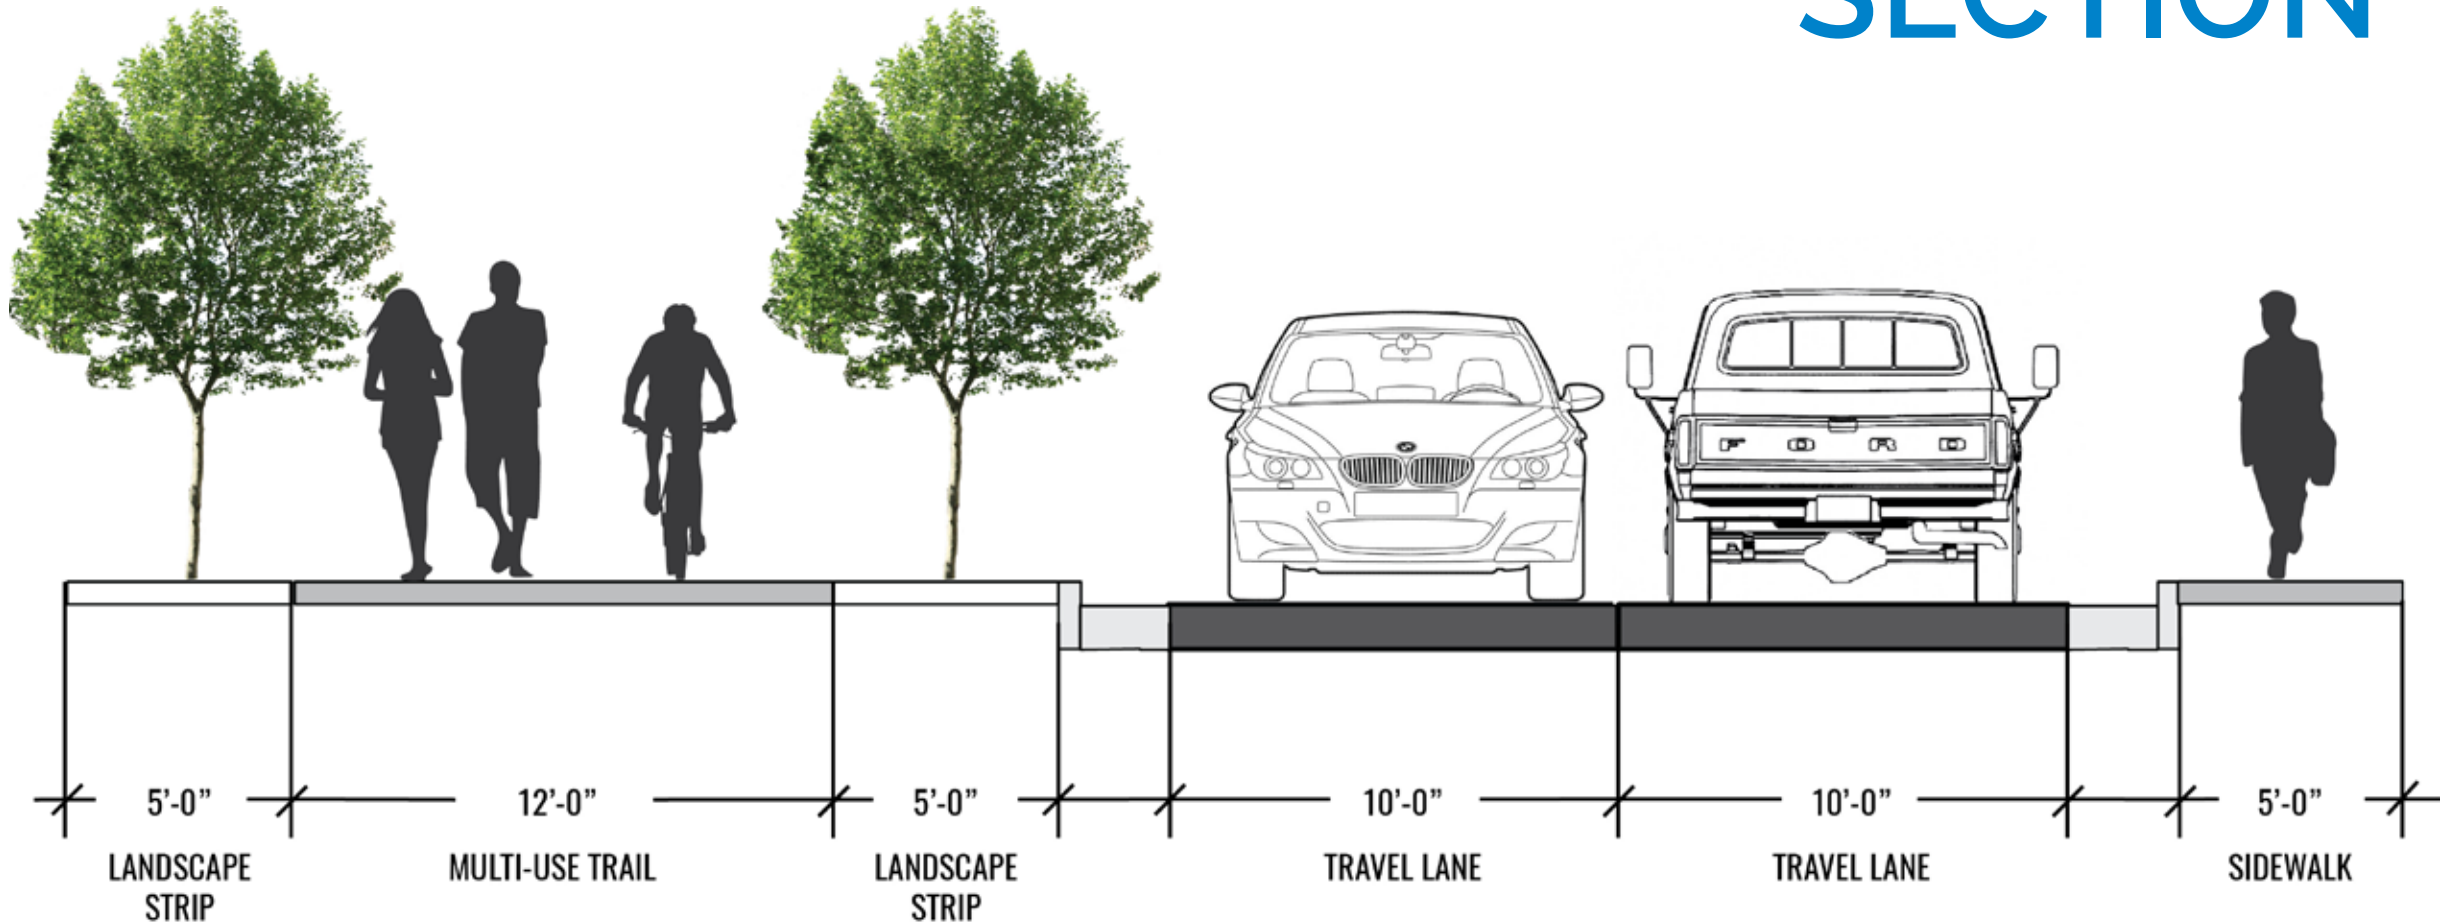 SECTION
F O R D
5’-0” 12’-0” 5’-0” 10’-0” 10’-0” 5’-0”
LANDSCAPE STRIP
MULTI-USE TRAIL
LANDSCAPE STRIP
TRAVEL LANE
TRAVEL LANE
SIDEWALK